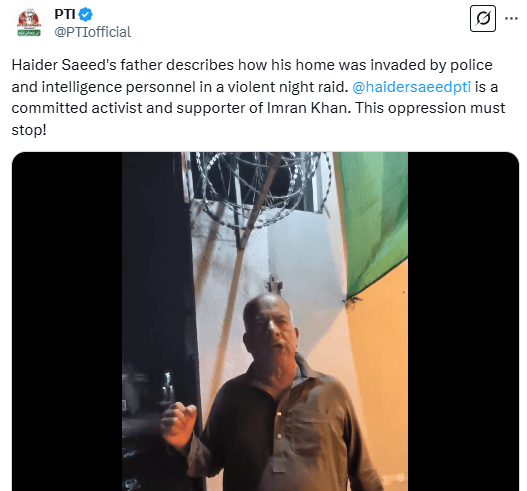 PTI
@PTIofficial
Haider Saeed's father describes how his home was invaded by police
and intelligence personnel in a violent night raid. @haidersaeedpti is a
committed activist and supporter of Imran Khan. This oppression must
stop!